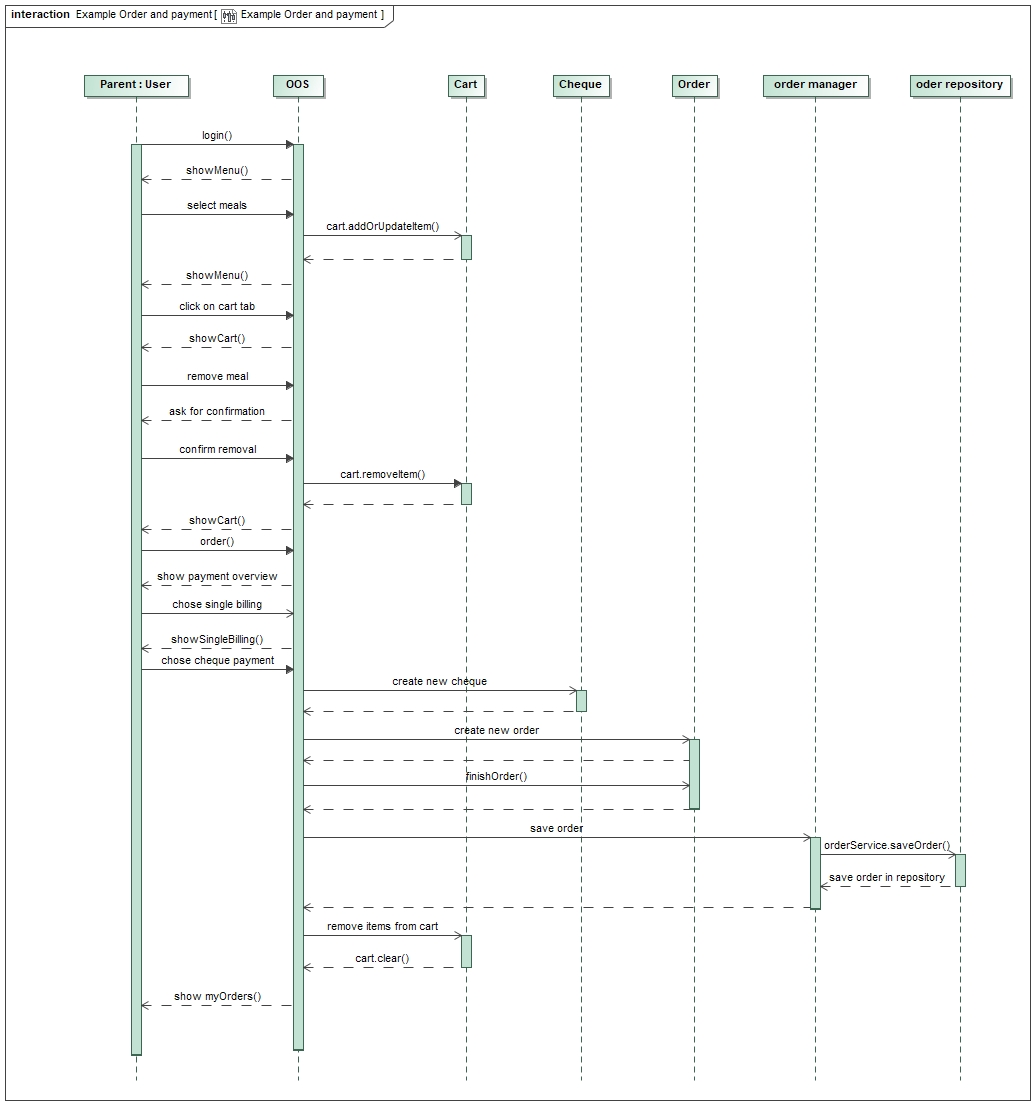 interaction Example Order and payment [ Example Order and payment ]
Parent : User OOS Cart Cheque Order order manager oder repository
login()
showMenu()
select meals
cart.addOrUpdateItem()
showMenu()
click on cart tab
showCart()
remove meal
ask for confirmation
confirm removal
cart.removeItem()
showCart()
order()
show payment overview
chose single billing
showSingleBilling()
chose cheque payment
create new cheque
create new order
finishOrder()
save order
orderService.saveOrder()
save order in repository
remove items from cart
cart.clear()
show myOrders()